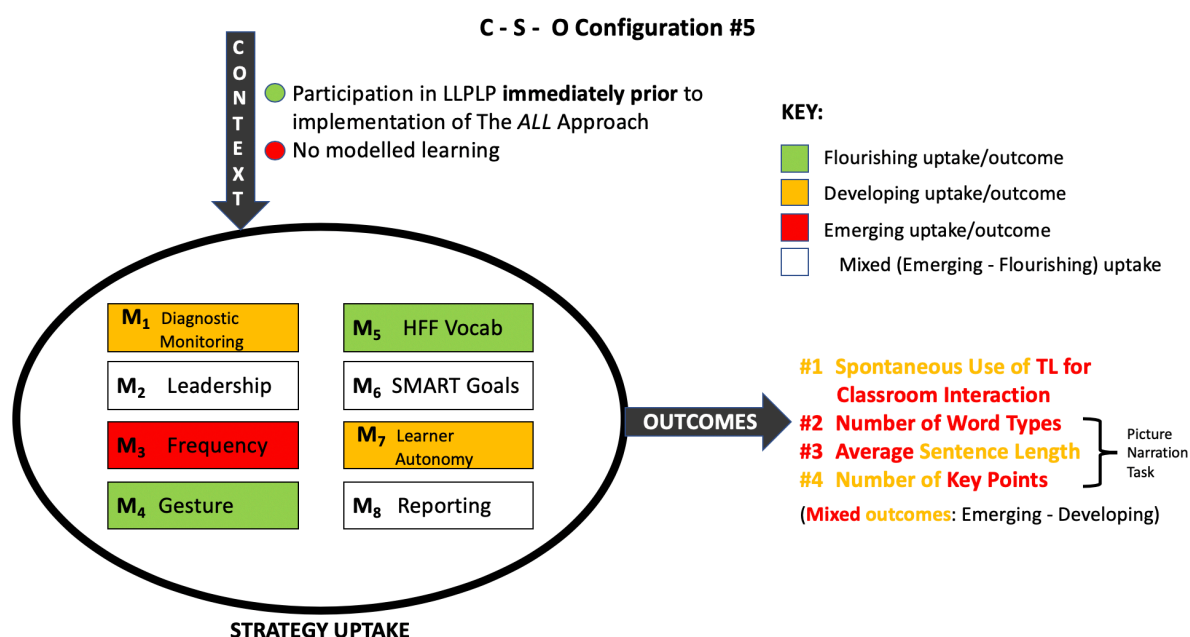 C - S - O Configuration #5
CONTEXT
Participation in LLPLP immediately prior to
implementation of The ALL Approach
No modelled learning
KEY:
Flourishing uptake/outcome
Developing uptake/outcome
Emerging uptake/outcome
Mixed (Emerging - Flourishing) uptake
M1 Diagnostic
Monitoring
M2 Leadership
M3 Frequency
M4 Gesture
M5 HFF Vocab
M6 SMART Goals
M7 Learner
Autonomy
M8 Reporting
STRATEGY UPTAKE
OUTCOMES
#1 Spontaneous Use of TL for
Classroom Interaction
#2 Number of Word Types
#3 Average Sentence Length
#4 Number of Key Points
(Mixed outcomes: Emerging - Developing)
Picture
Narration
Task